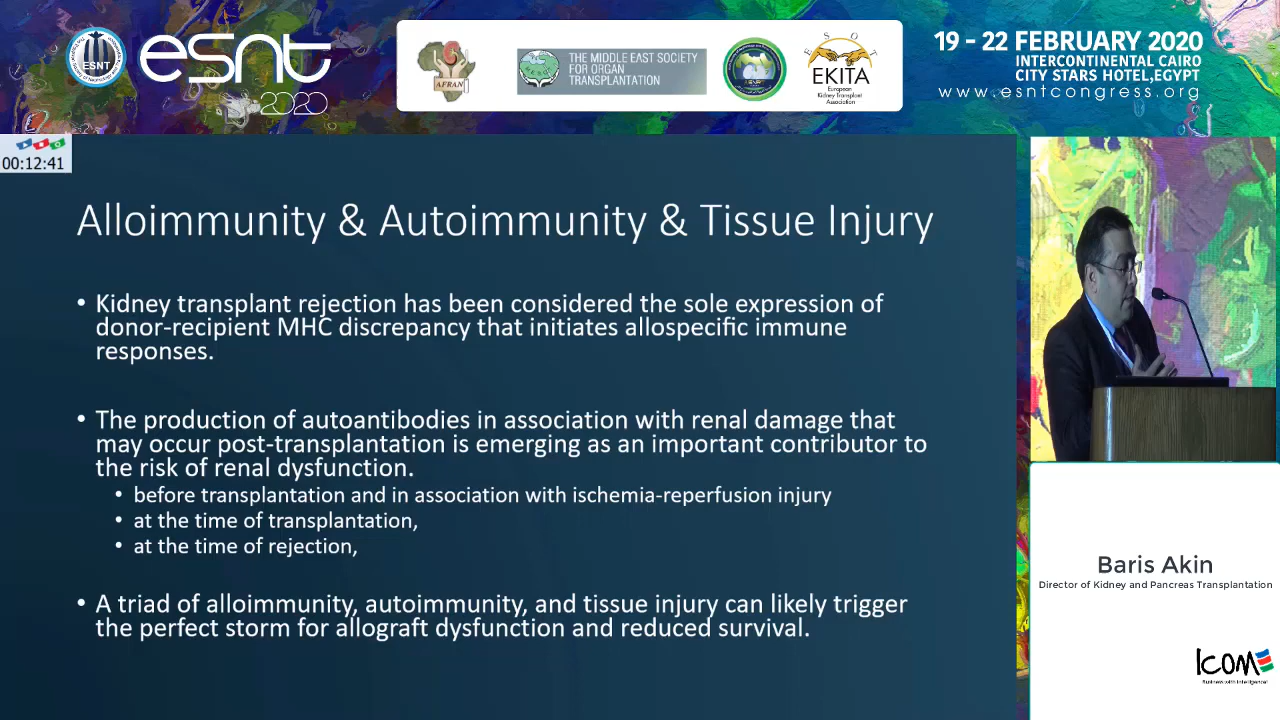 ESNT
esnt
2020
AFRAN
THE MIDDLE EAST SOCIETY
FOR ORGAN
TRANSPLANTATION
E S O T
EKITA
European
Kidney Transplant
Association
19 - 22 FEBRUARY 2020
INTERCONTINENTAL CAIRO
CITY STARS HOTEL,EGYPT
www.esntcongress.org
00:12:41
Alloimmunity & Autoimmunity & Tissue Injury
• Kidney transplant rejection has been considered the sole expression of
donor-recipient MHC discrepancy that initiates allospecific immune
responses.
• The production of autoantibodies in association with renal damage that
may occur post-transplantation is emerging as an important contributor to
the risk of renal dysfunction.
• before transplantation and in association with ischemia-reperfusion injury
• at the time of transplantation,
• at the time of rejection,
• A triad of alloimmunity, autoimmunity, and tissue injury can likely trigger
the perfect storm for allograft dysfunction and reduced survival.
Baris Akin
Director of Kidney and Pancreas Transplantation
ICOM
Business with Intelligence!